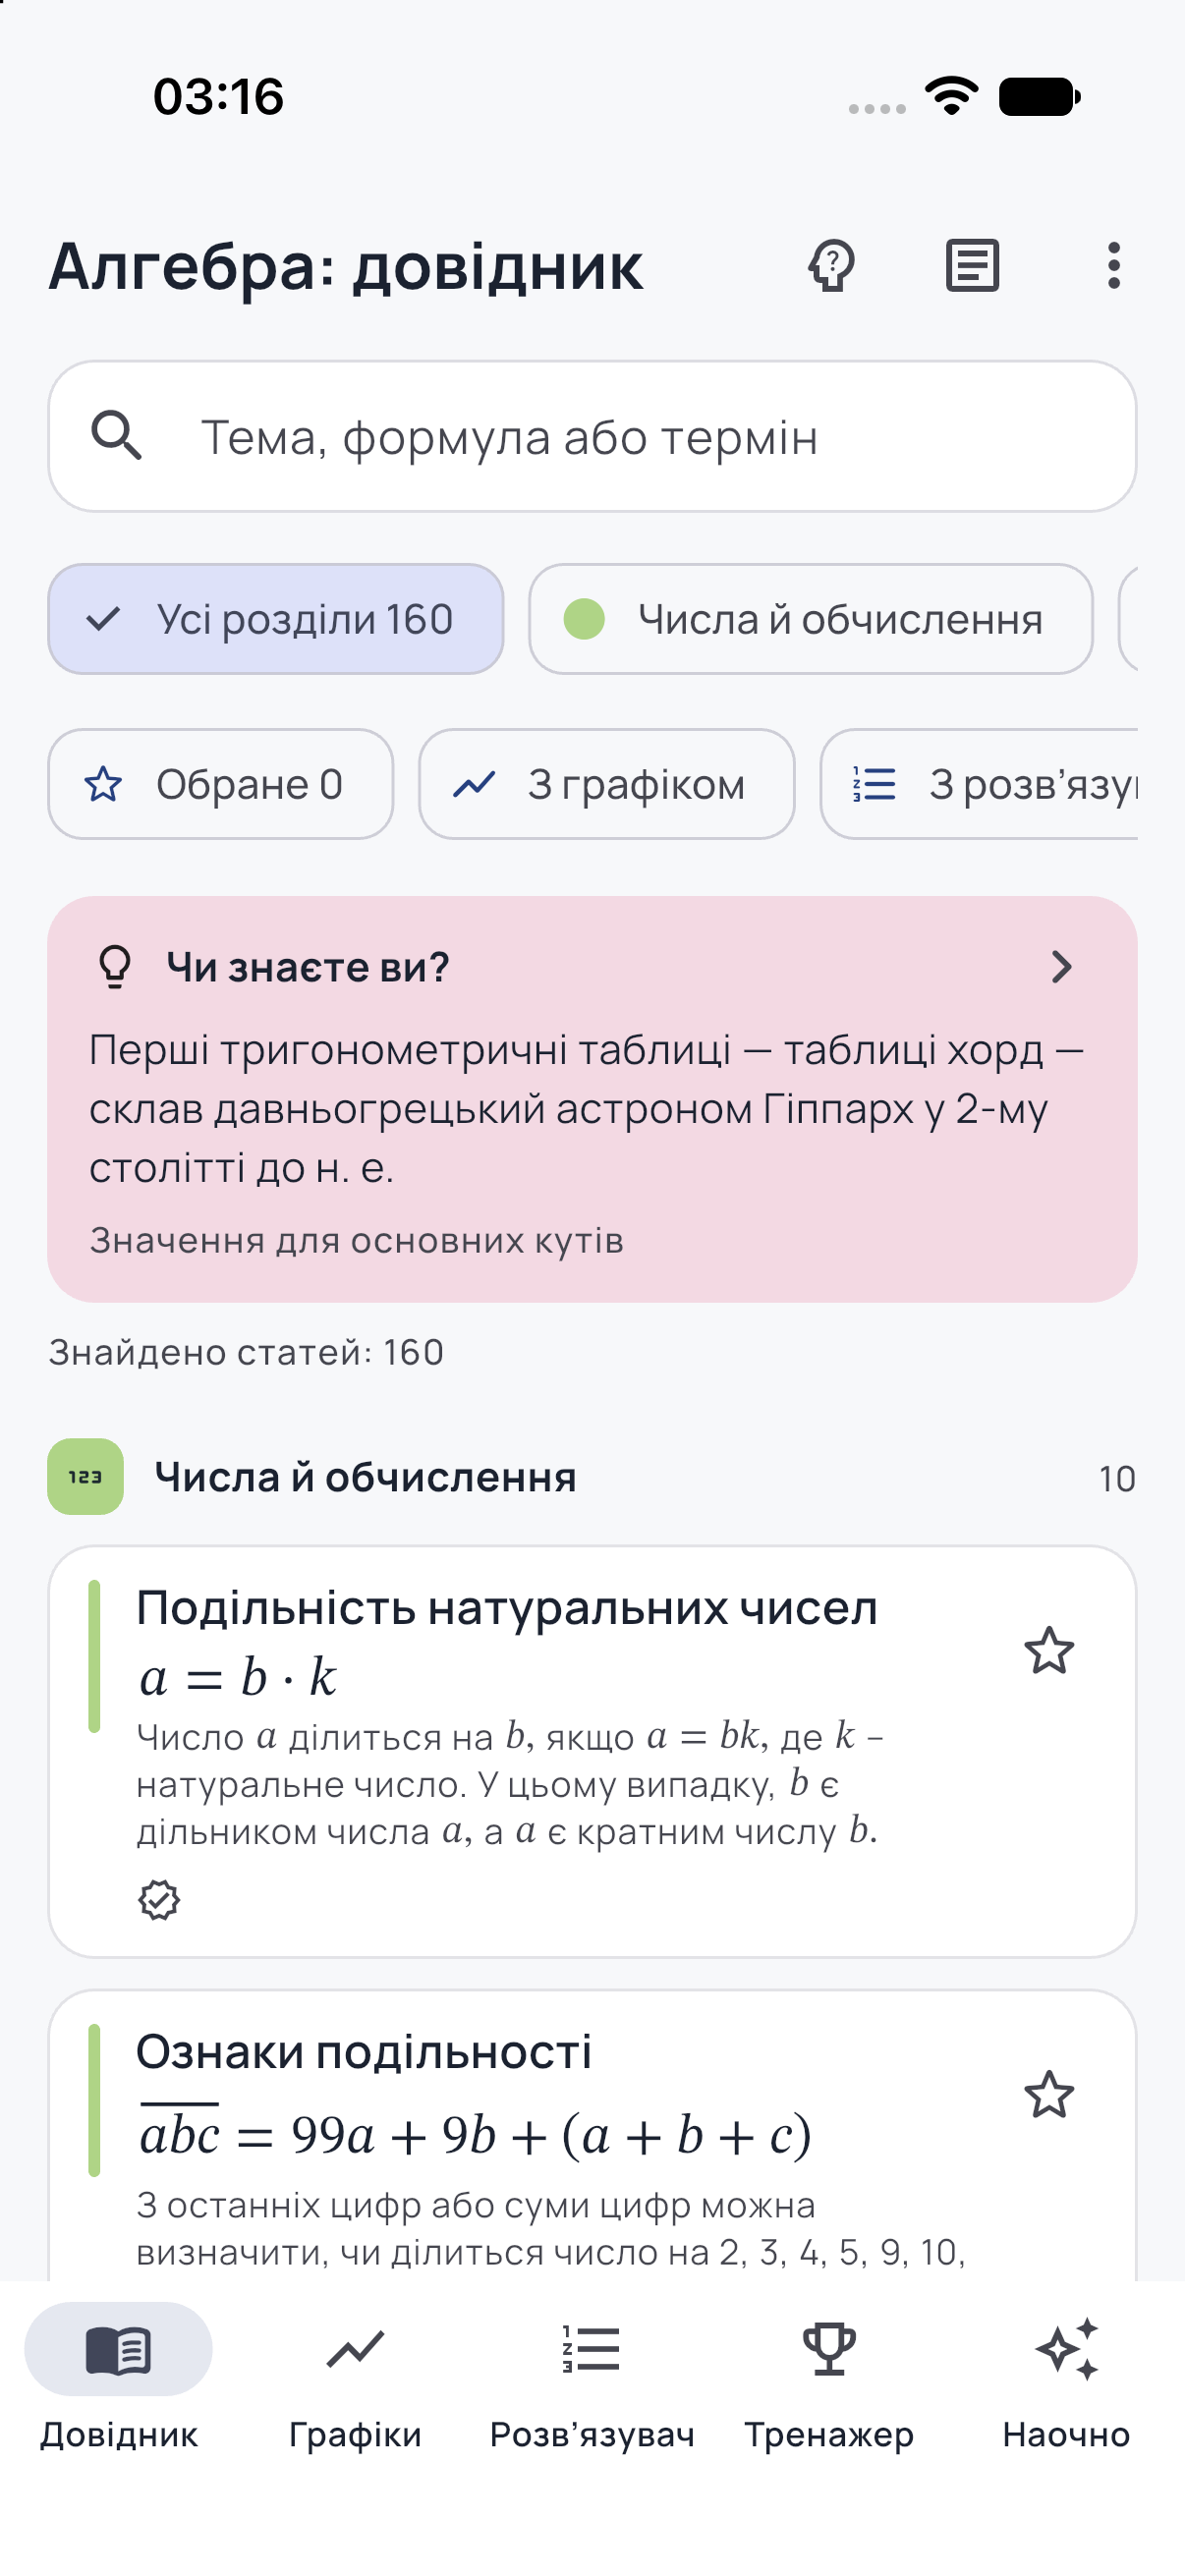 03:16
Алгебра: довідник
Тема, формула або термін
Усі розділи 160
Числа й обчислення
Обране 0
З графіком
Чи знаєте ви?
Перші тригонометричні таблиці — таблиці хорд —
склав давньогрецький астроном Гіппарх у 2-му
столітті до н. е.
Значення для основних кутів
Знайдено статей: 160
123 Числа й обчислення 10
Подільність натуральних чисел
a = b · k
Число a ділиться на b, якщо a = bk, де k –
натуральне число. У цьому випадку, b є
дільником числа a, а a є кратним числу b.
Ознаки подільності
a̅b̅c̅ = 99a + 9b + (a + b + c)
З останніх цифр або суми цифр можна
визначити, чи ділиться число на 2, 3, 4, 5, 9, 10,
Довідник
Графіки
Розв’язувач
Тренажер
Наочно